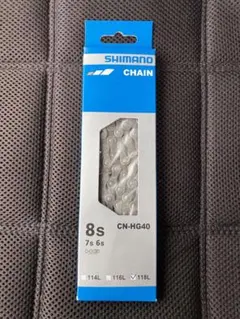 SHIMANO
CHAIN
8s
7s 6s
CN-HG40
114L 116L 118L